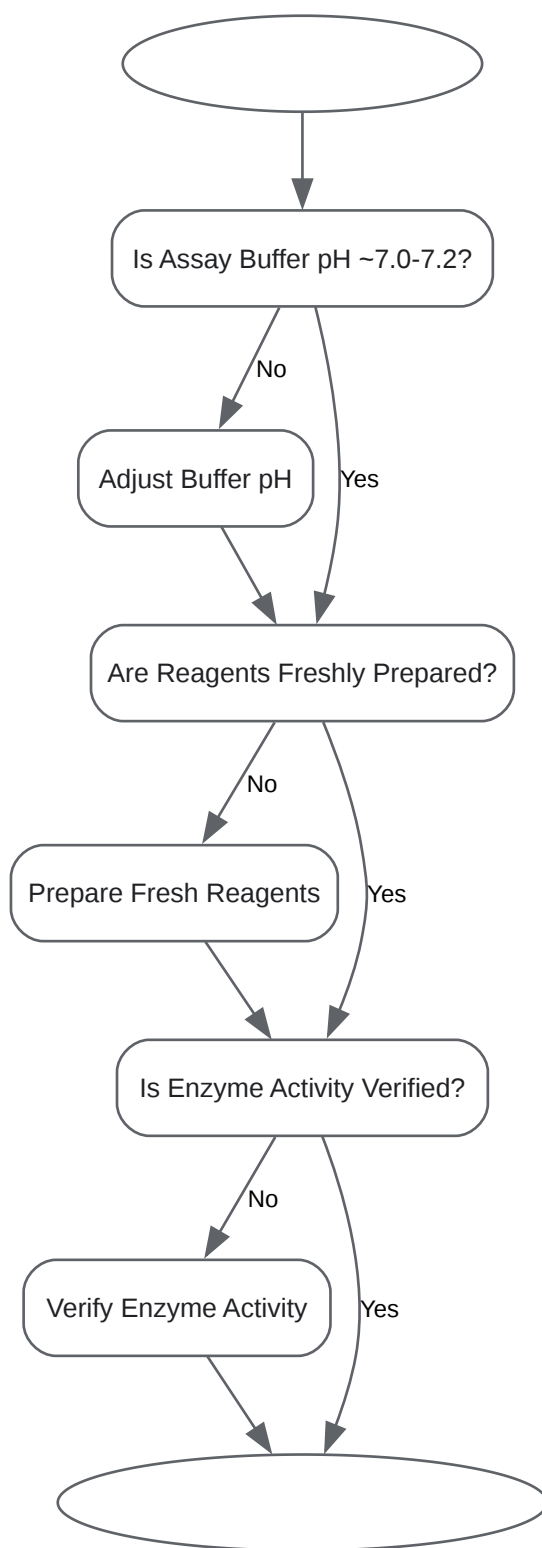 Is Assay Buffer pH ~7.0-7.2?
No
Adjust Buffer pH
Yes
Are Reagents Freshly Prepared?
No
Prepare Fresh Reagents
Yes
Is Enzyme Activity Verified?
No
Verify Enzyme Activity
Yes